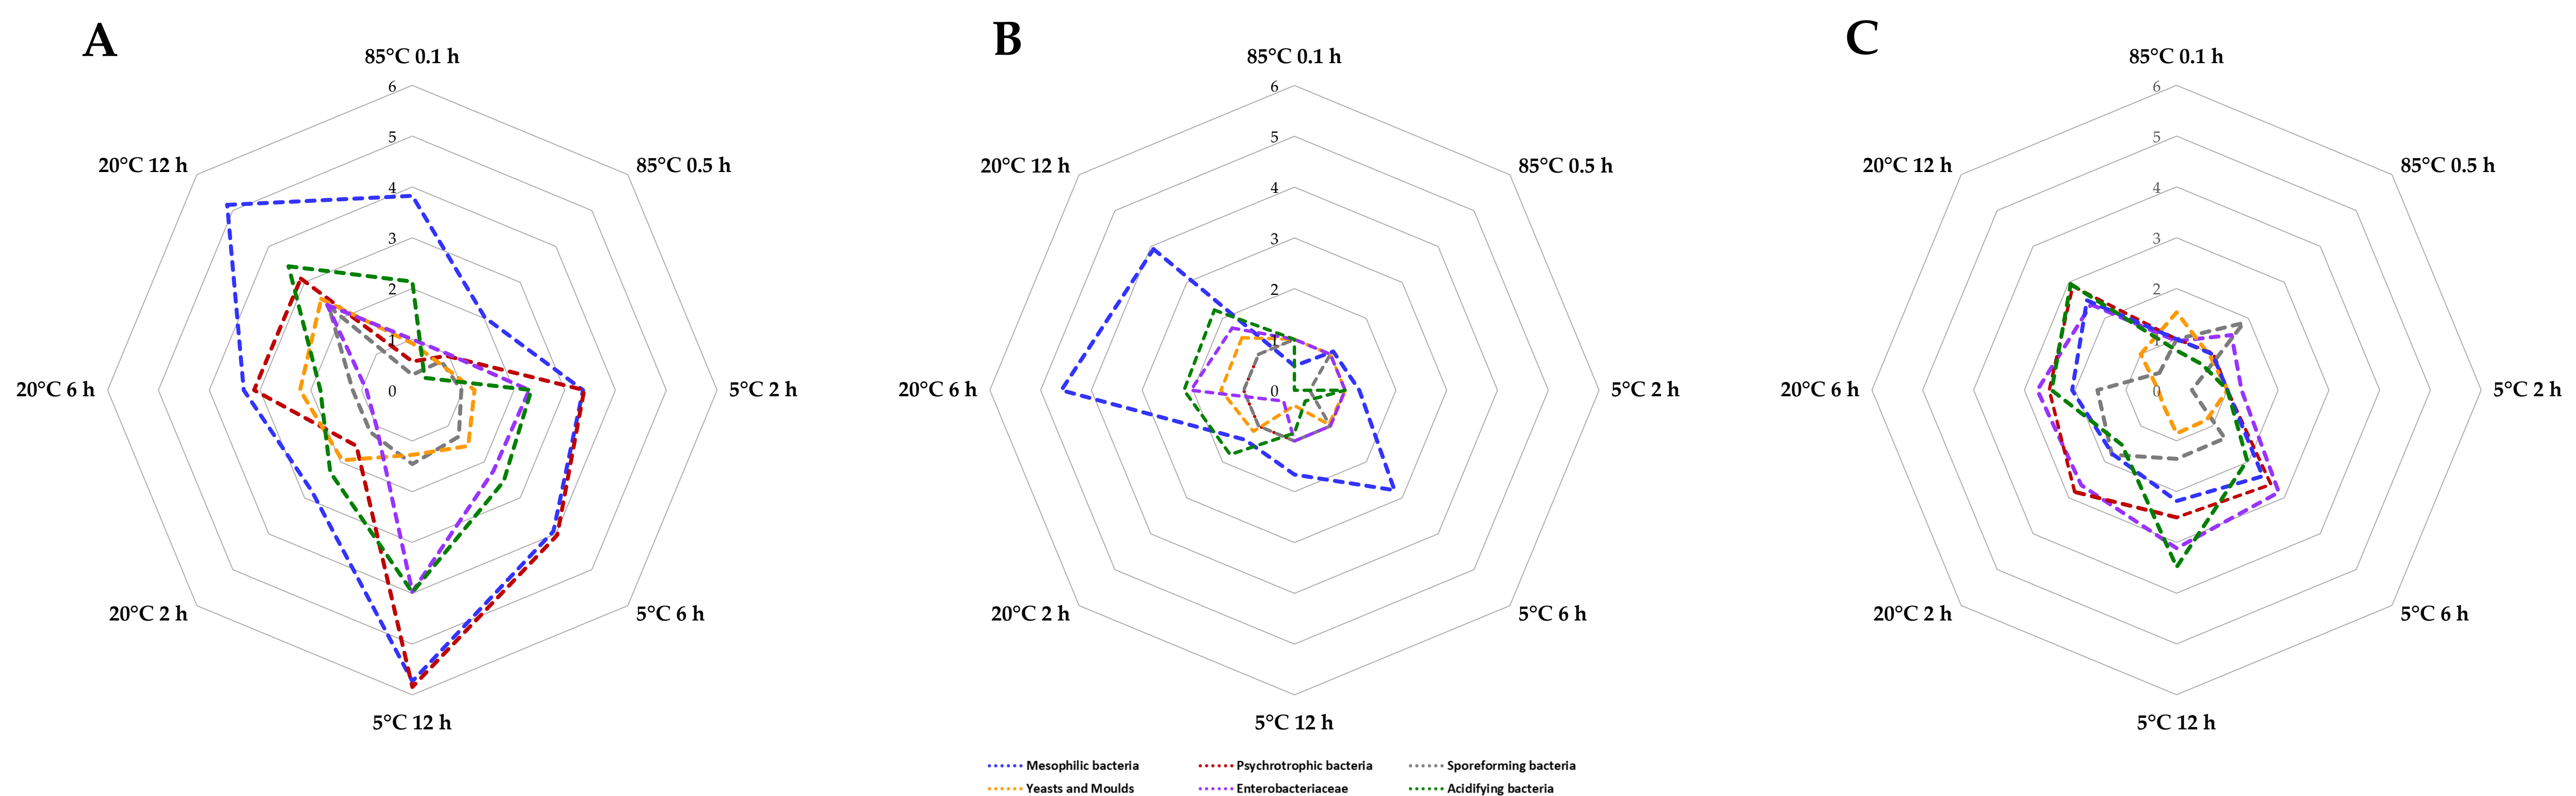 A
85°C 0.1 h
6
20°C 12 h
85°C 0.5 h
5
4
3
2
1
20°C 6 h
0
5°C 2 h
20°C 2 h
5°C 6 h
5°C 12 h
B
85°C 0.1 h
6
20°C 12 h
85°C 0.5 h
5
4
3
2
1
20°C 6 h
0
5°C 2 h
20°C 2 h
5°C 6 h
5°C 12 h
C
85°C 0.1 h
6
20°C 12 h
85°C 0.5 h
5
4
3
2
1
20°C 6 h
0
5°C 2 h
20°C 2 h
5°C 6 h
5°C 12 h
Mesophilic bacteria Psychrotrophic bacteria Sporeforming bacteria
Yeasts and Moulds Enterobacteriaceae Acidifying bacteria